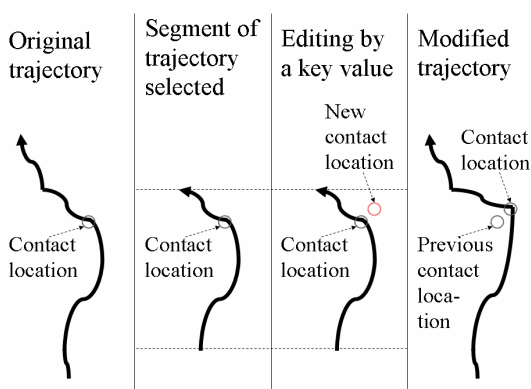 Original
trajectory
Contact
location
Segment of
trajectory
selected
Contact
location
Editing by
a key value
New
contact
location
Contact
location
Modified
trajectory
Contact
location
Previous
contact
loca-
tion